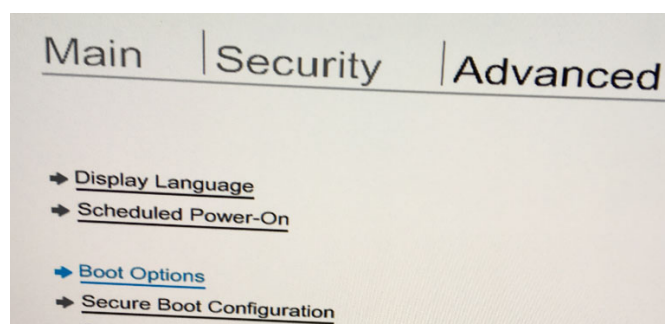 Main Security Advanced
Display Language
Scheduled Power-On
Boot Options
Secure Boot Configuration